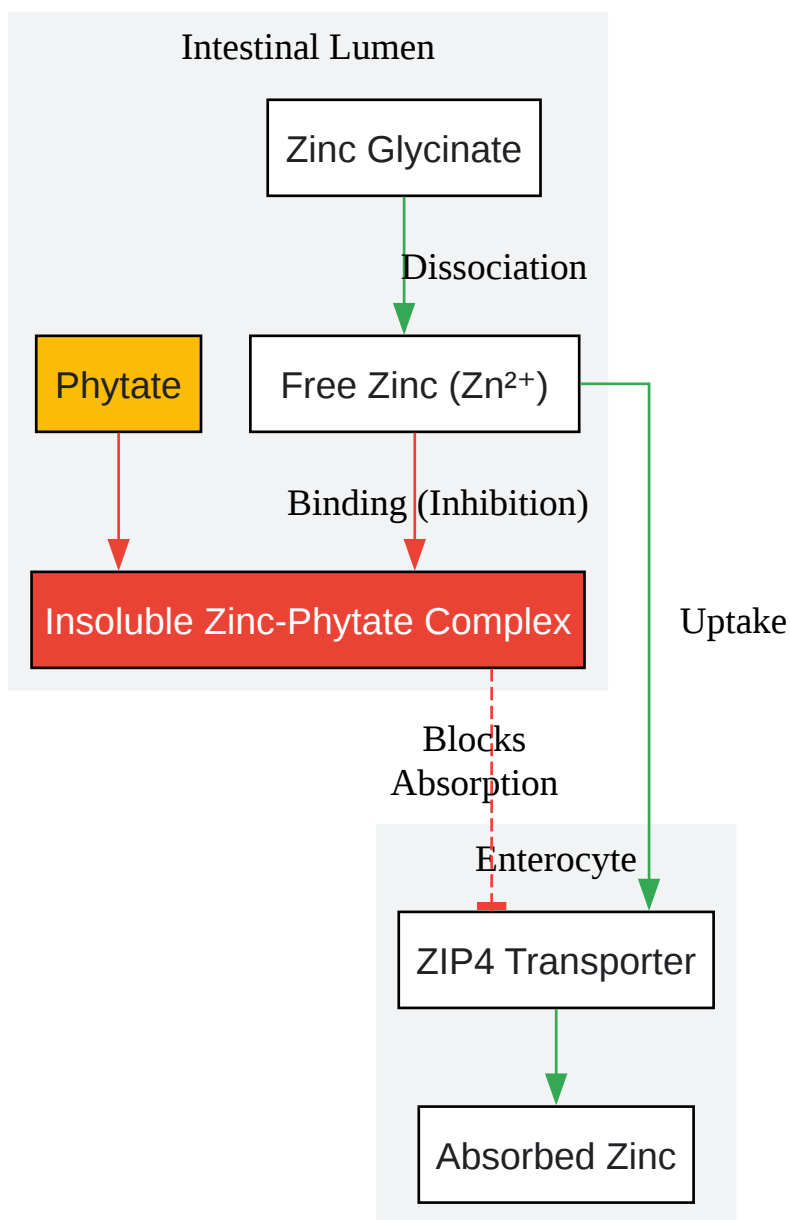 Intestinal Lumen
Zinc Glycinate
Dissociation
Phytate
Free Zinc (Zn²⁺)
Binding (Inhibition)
Insoluble Zinc-Phytate Complex
Uptake
Blocks
Absorption
Enterocyte
ZIP4 Transporter
Absorbed Zinc